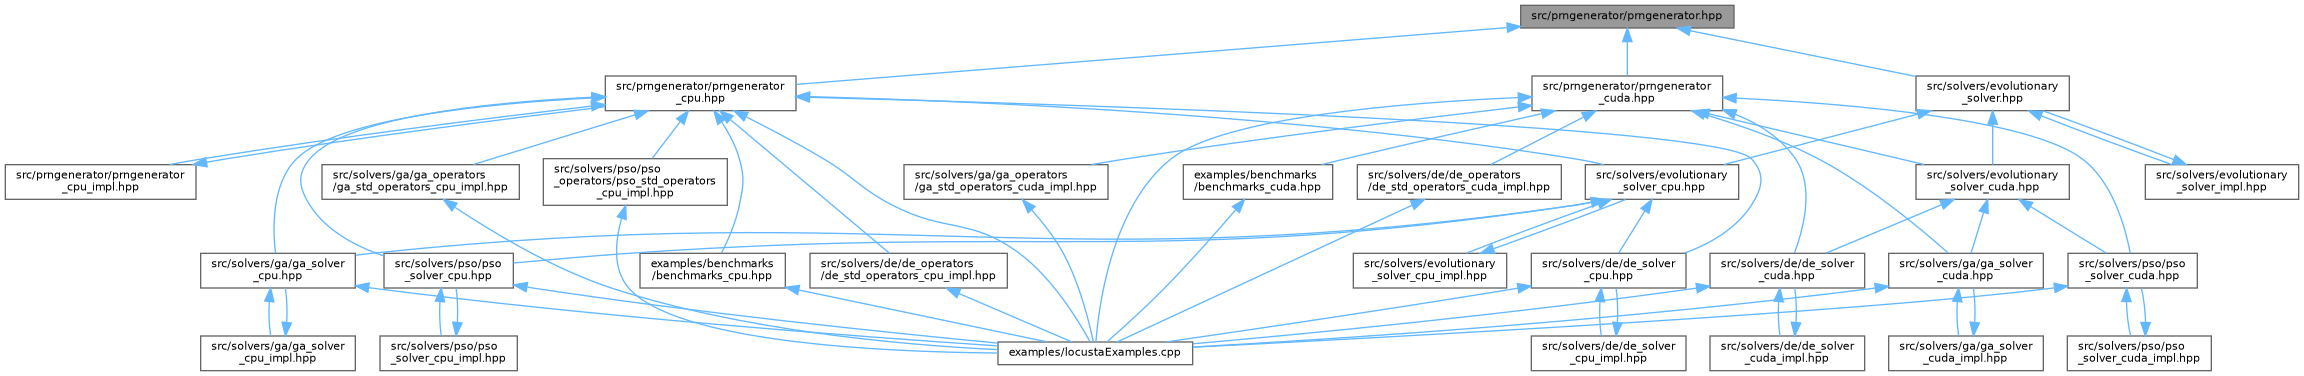 src/prngenerator/prngenerator.hpp
src/prngenerator/prngenerator
_cpu.hpp
src/prngenerator/prngenerator
_cuda.hpp
src/solvers/evolutionary
_solver.hpp
src/prngenerator/prngenerator
_cpu_impl.hpp
src/solvers/ga/ga_operators
/ga_std_operators_cpu_impl.hpp
src/solvers/pso/pso
_operators/pso_std_operators
_cpu_impl.hpp
src/solvers/ga/ga_operators
/ga_std_operators_cuda_impl.hpp
examples/benchmarks
/benchmarks_cuda.hpp
src/solvers/de/de_operators
/de_std_operators_cuda_impl.hpp
src/solvers/evolutionary
_solver_cpu.hpp
src/solvers/evolutionary
_solver_cuda.hpp
src/solvers/evolutionary
_solver_impl.hpp
src/solvers/ga/ga_solver
_cpu.hpp
src/solvers/pso/pso
_solver_cpu.hpp
examples/benchmarks
/benchmarks_cpu.hpp
src/solvers/de/de_operators
/de_std_operators_cpu_impl.hpp
src/solvers/evolutionary
_solver_cpu_impl.hpp
src/solvers/de/de_solver
_cpu.hpp
src/solvers/de/de_solver
_cuda.hpp
src/solvers/ga/ga_solver
_cuda.hpp
src/solvers/pso/pso
_solver_cuda.hpp
src/solvers/ga/ga_solver
_cpu_impl.hpp
src/solvers/pso/pso
_solver_cpu_impl.hpp
examples/locustaExamples.cpp
src/solvers/de/de_solver
_cpu_impl.hpp
src/solvers/de/de_solver
_cuda_impl.hpp
src/solvers/ga/ga_solver
_cuda_impl.hpp
src/solvers/pso/pso
_solver_cuda_impl.hpp